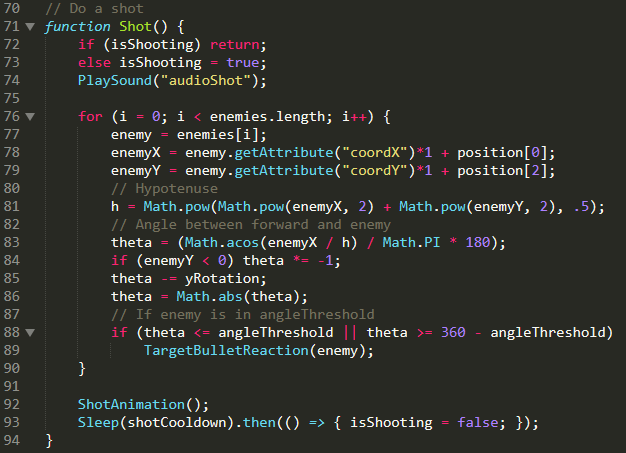 70 // Do a shot
71 ▼ function Shot() {
72 if (isShooting) return;
73 else isShooting = true;
74 PlaySound("audioShot");
75
76 ▼ for (i = 0; i < enemies.length; i++) {
77 enemy = enemies[i];
78 enemyX = enemy.getAttribute("coordX")*1 + position[0];
79 enemyY = enemy.getAttribute("coordY")*1 + position[2];
80 // Hypotenuse
81 h = Math.pow(Math.pow(enemyX, 2) + Math.pow(enemyY, 2), .5);
82 // Angle between forward and enemy
83 theta = (Math.acos(enemyX / h) / Math.PI * 180);
84 if (enemyY < 0) theta *= -1;
85 theta -= yRotation;
86 theta = Math.abs(theta);
87 // If enemy is in angleThreshold
88 ▼ if (theta <= angleThreshold || theta >= 360 - angleThreshold)
89 TargetBulletReaction(enemy);
90 }
91
92 ShotAnimation();
93 Sleep(shotCooldown).then(() => { isShooting = false; });
94 }